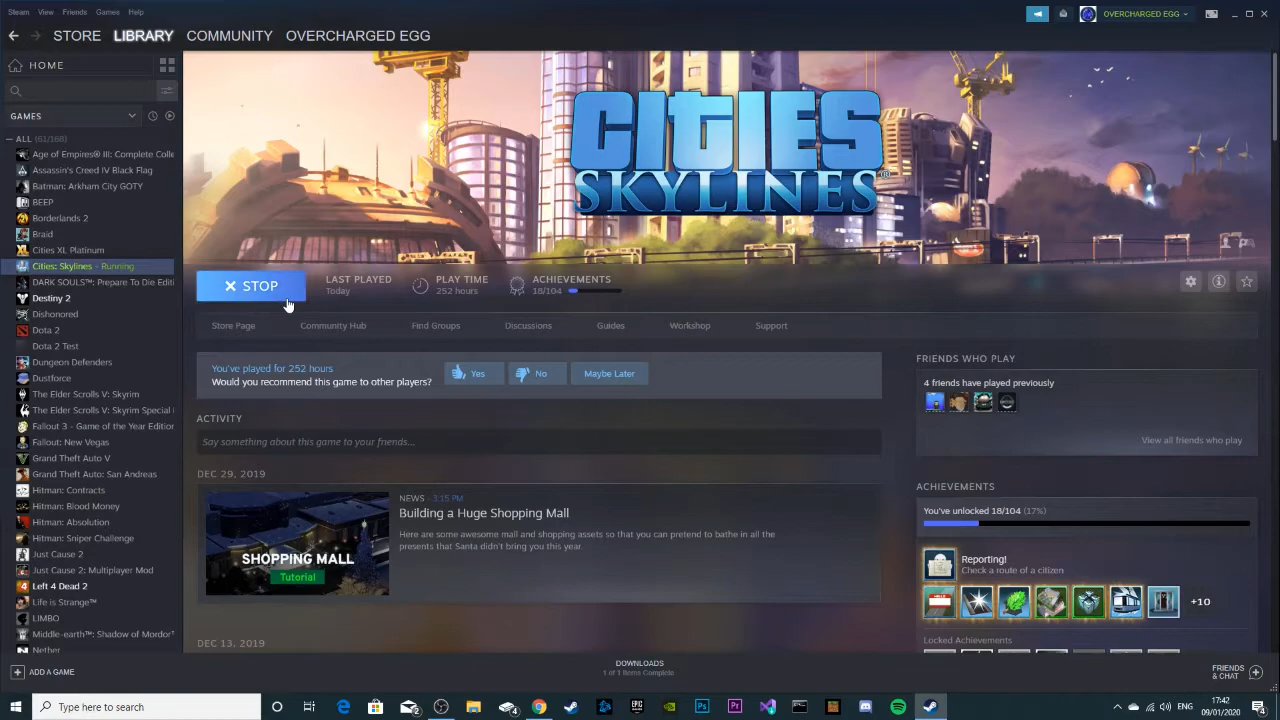 Steam View Friends Games Help
OVERCHARGED EGG
STORE LIBRARY COMMUNITY OVERCHARGED EGG
HOME
GAMES
ALL (61/168)
Age of Empires® III: Complete Colle
Assassin's Creed IV Black Flag
Batman: Arkham City GOTY
BEEP
Borderlands 2
Braid
Cities XL Platinum
Cities: Skylines - Running
DARK SOULS™: Prepare To Die Editi
Destiny 2
Dishonored
Dota 2
Dota 2 Test
Dungeon Defenders
Dustforce
The Elder Scrolls V: Skyrim
The Elder Scrolls V: Skyrim Special
Fallout 3 - Game of the Year Edition
Fallout: New Vegas
Grand Theft Auto V
Grand Theft Auto: San Andreas
Hitman: Contracts
Hitman: Blood Money
Hitman: Absolution
Hitman: Sniper Challenge
Just Cause 2
Just Cause 2: Multiplayer Mod
Left 4 Dead 2
Life is Strange™
LIMBO
Middle-earth™: Shadow of Mordor™
Nether
ADD A GAME
CITIES
SKYLINES®
STOP
LAST PLAYED
Today
PLAY TIME
252 hours
ACHIEVEMENTS
18/104
Store Page Community Hub Find Groups Discussions Guides Workshop Support
You've played for 252 hours
Would you recommend this game to other players?
Yes No Maybe Later
ACTIVITY
Say something about this game to your friends...
DEC 29, 2019
SHOPPING MALL
Tutorial
NEWS - 3:15 PM
Building a Huge Shopping Mall
Here are some awesome mall and shopping assets so that you can pretend to bathe in all the
presents that Santa didn't bring you this year.
DEC 13, 2019
FRIENDS WHO PLAY
4 friends have played previously
View all friends who play
ACHIEVEMENTS
You've unlocked 18/104 (17%)
Reporting!
Check a route of a citizen
+10
Locked Achievements
DOWNLOADS
1 of 1 Items Complete
FRIENDS
& CHAT
Type here to search
ENG
17:42
09/01/2020